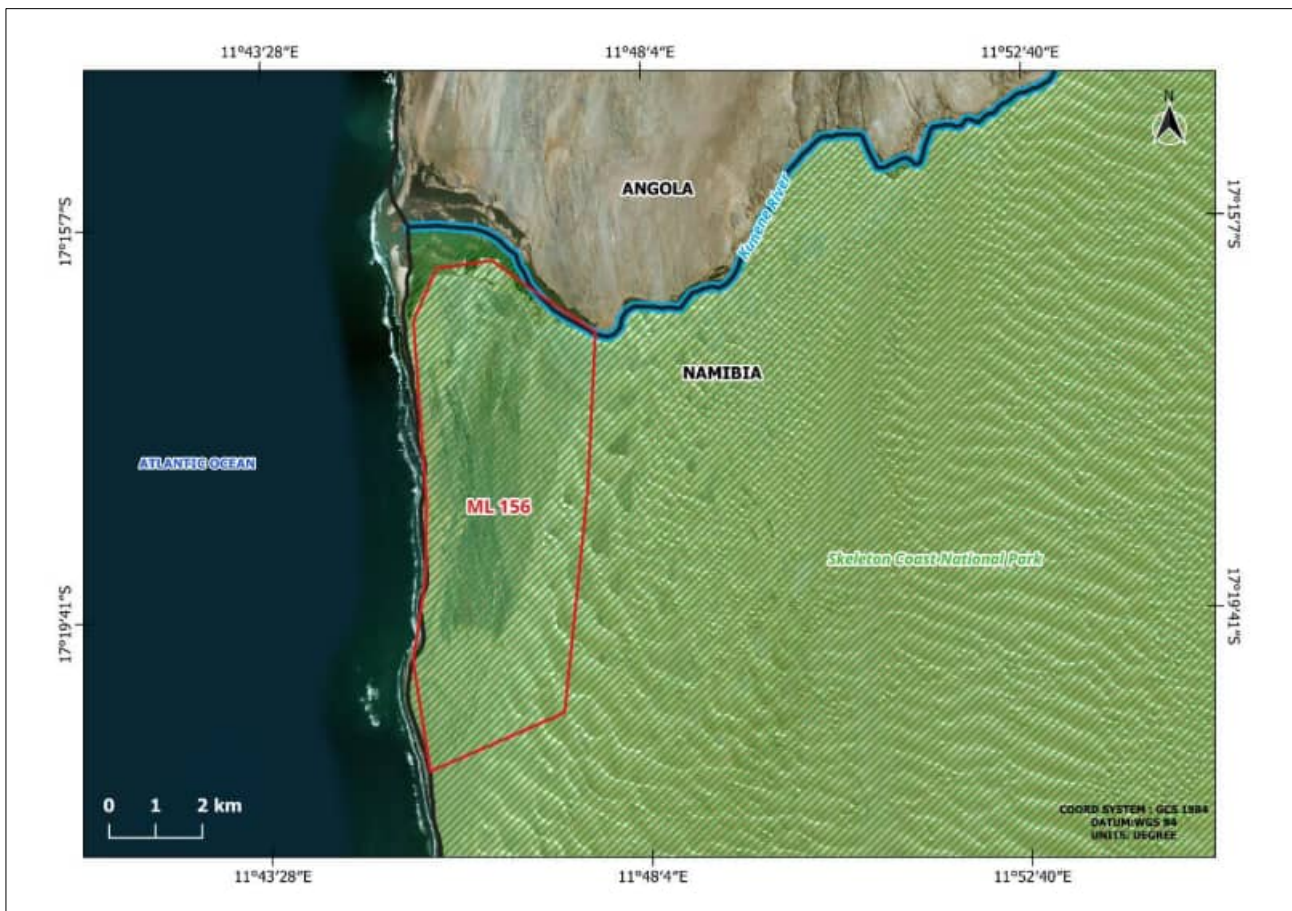 11°43'28"E
11°48'4"E
11°52'40"E
N
17°15'7"S
17°15'7"S
ANGOLA
Kunene River
NAMIBIA
ATLANTIC OCEAN
ML 156
Skeleton Coast National Park
17°19'41"S
17°19'41"S
0 1 2 km
COORD SYSTEM : GCS 1984
DATUM:WGS 84
UNITS: DEGREE
11°43'28"E
11°48'4"E
11°52'40"E